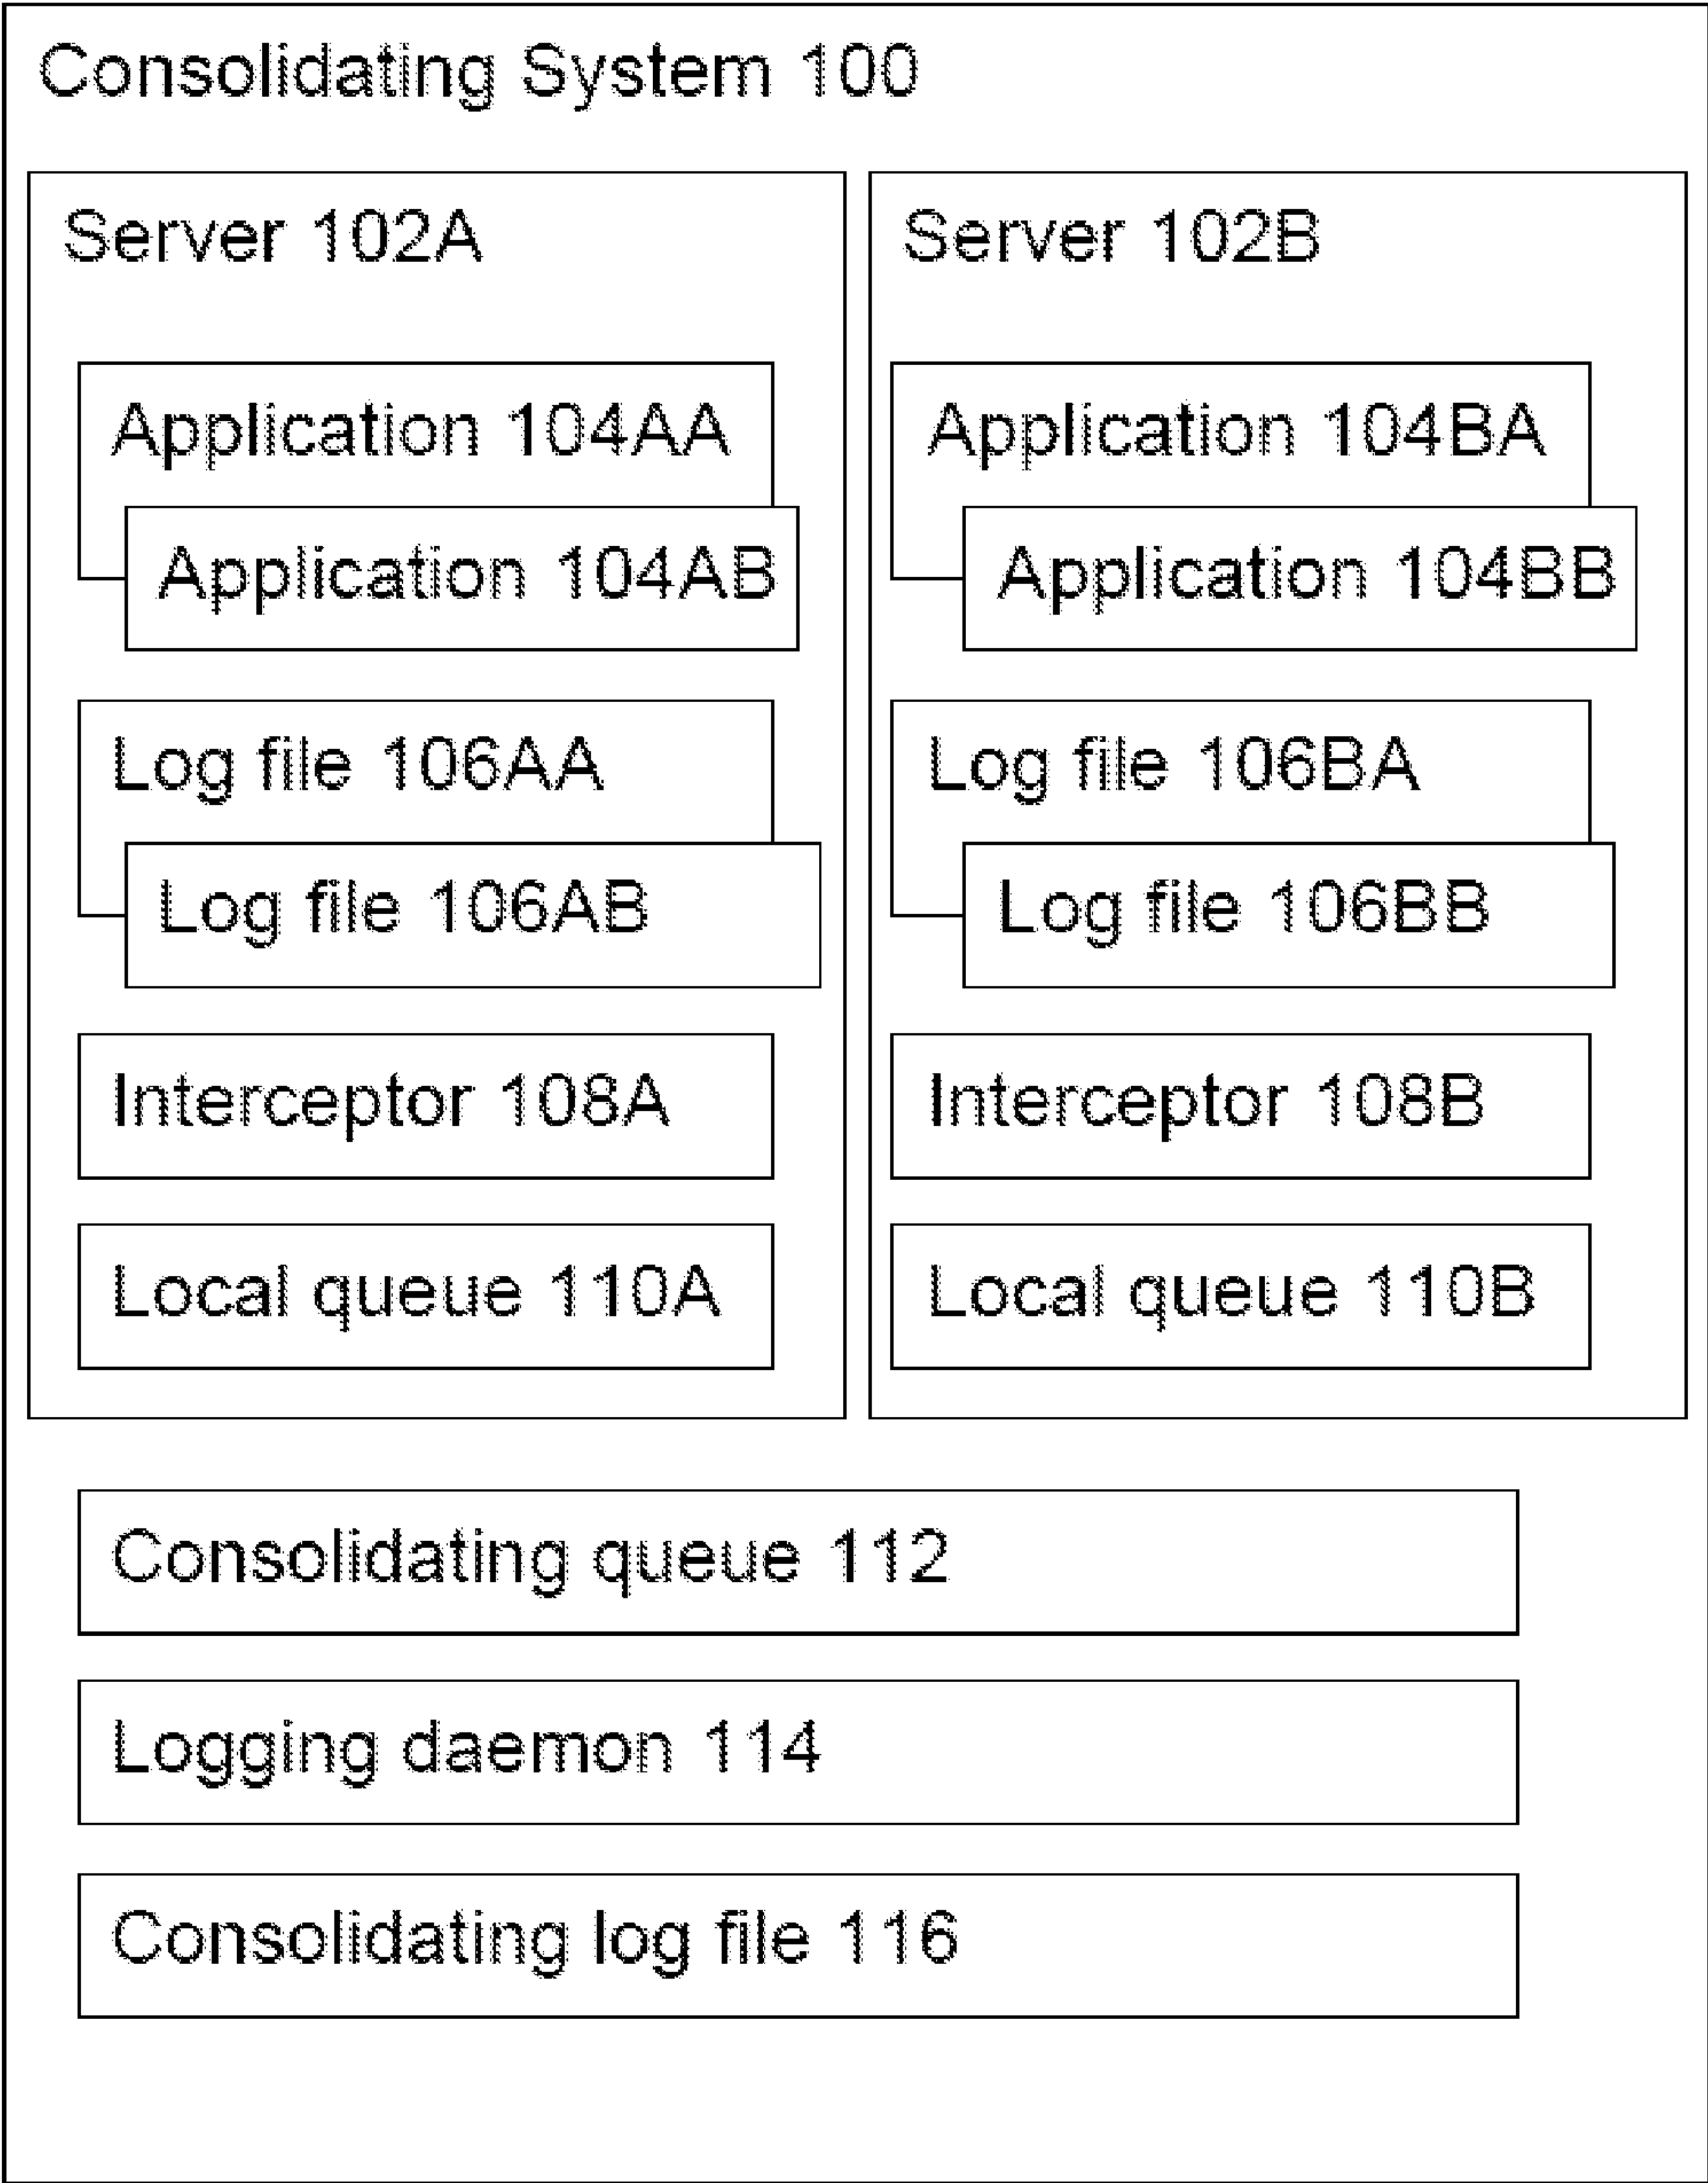 Consolidating System 100
Server 102A
Application 104AA
Application 104AB
Log file 106AA
Log file 106AB
Interceptor 108A
Local queue 110A
Server 102B
Application 104BA
Application 104BB
Log file 106BA
Log file 106BB
Interceptor 108B
Local queue 110B
Consolidating queue 112
Logging daemon 114
Consolidating log file 116